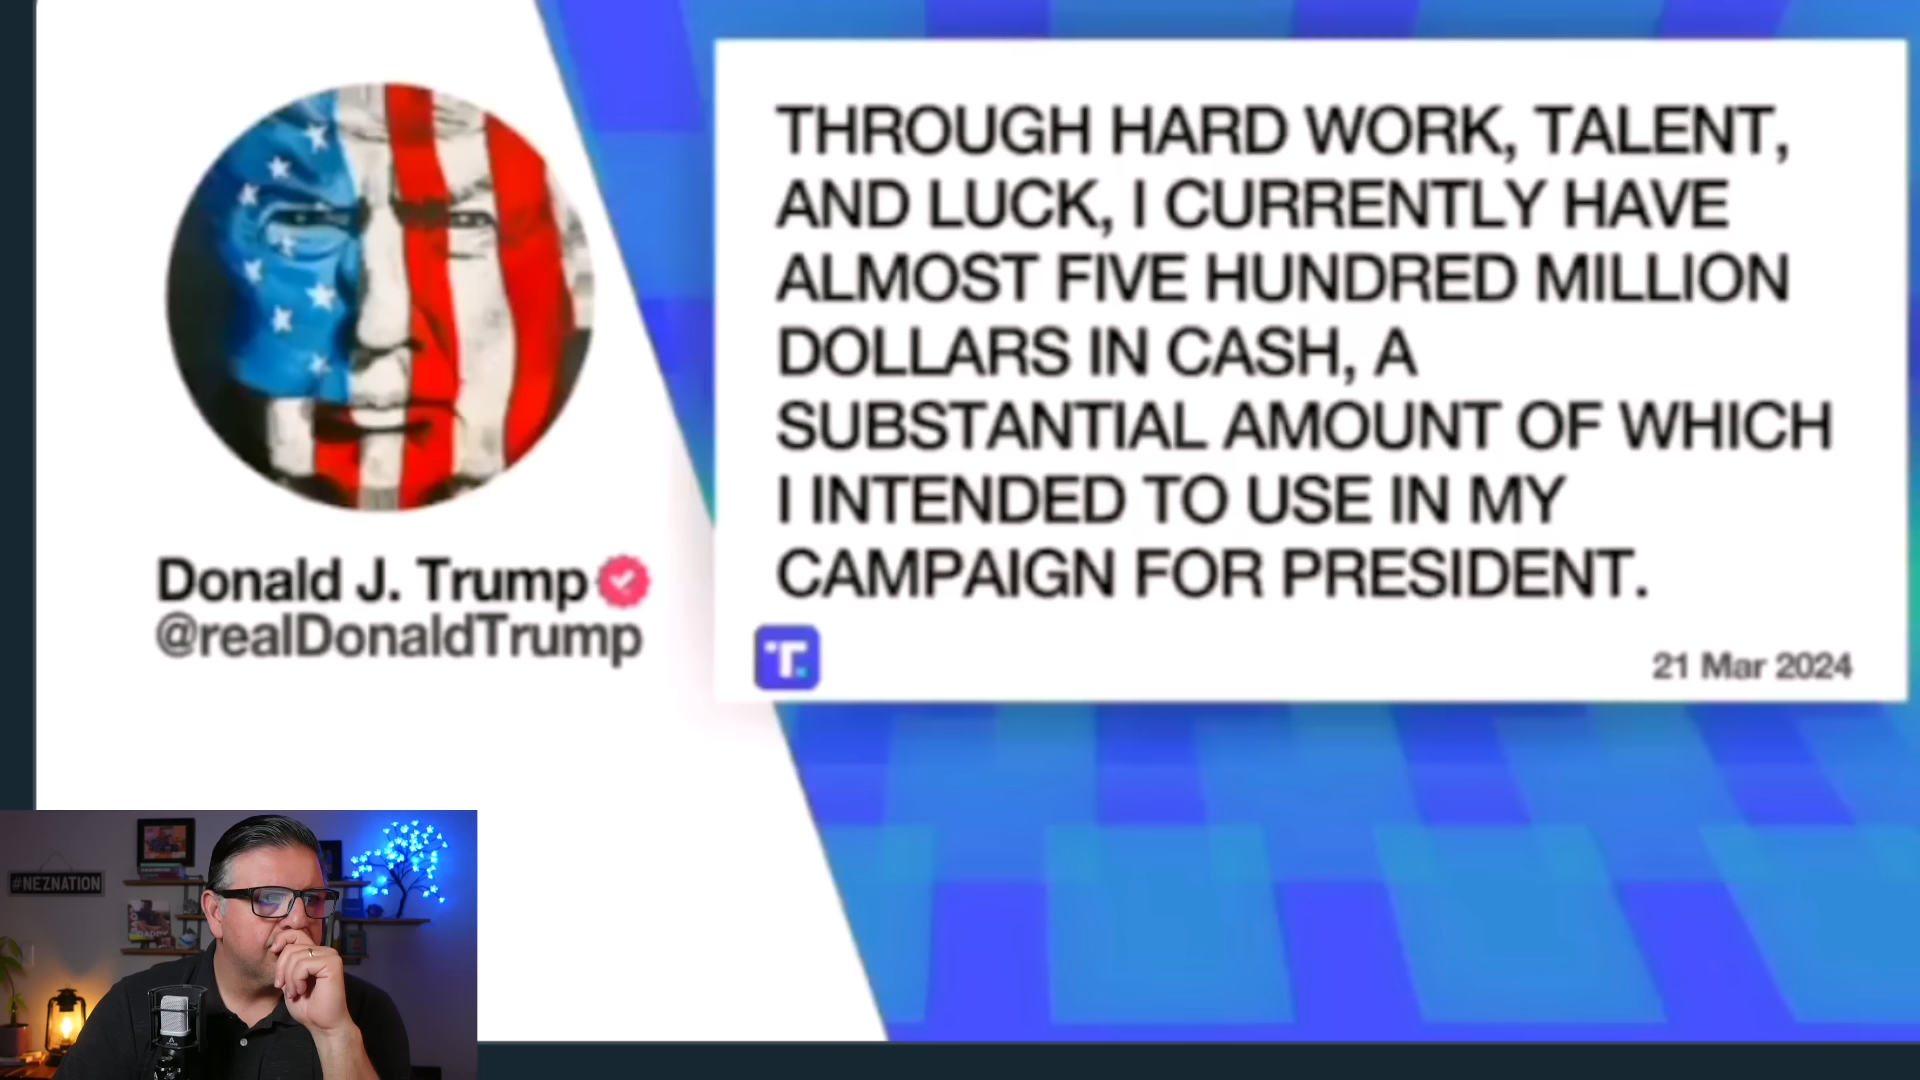 THROUGH HARD WORK, TALENT,
AND LUCK, I CURRENTLY HAVE
ALMOST FIVE HUNDRED MILLION
DOLLARS IN CASH, A
SUBSTANTIAL AMOUNT OF WHICH
I INTENDED TO USE IN MY
CAMPAIGN FOR PRESIDENT.
T.
21 Mar 2024
Donald J. Trump
@realDonaldTrump
#NEZNATION